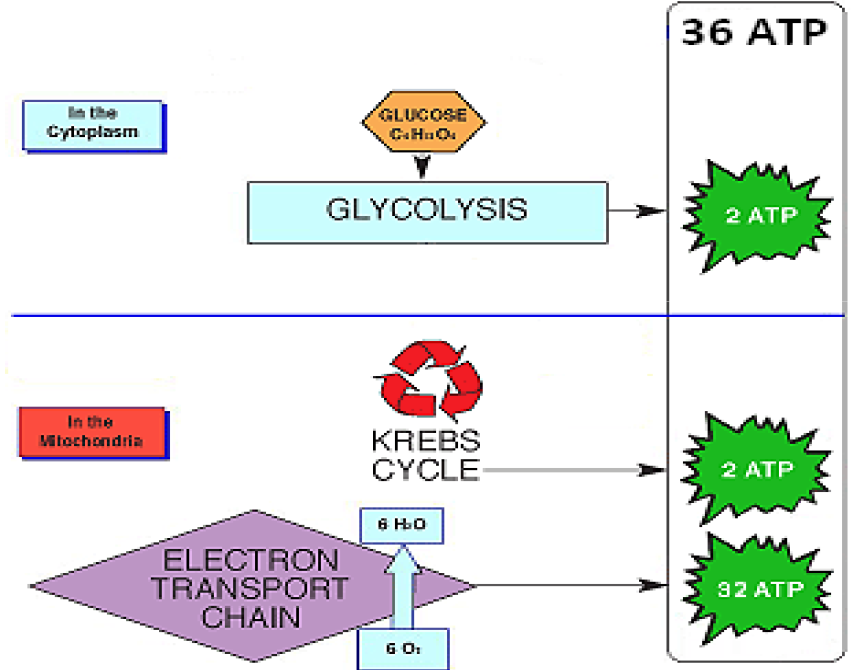 36 ATP
In the
Cytoplasm
GLUCOSE
C₆H₁₂O₆
GLYCOLYSIS
2 ATP
In the
Mitochondria
KREBS
CYCLE
2 ATP
6 H₂O
ELECTRON
TRANSPORT
CHAIN
6 O₂
32 ATP